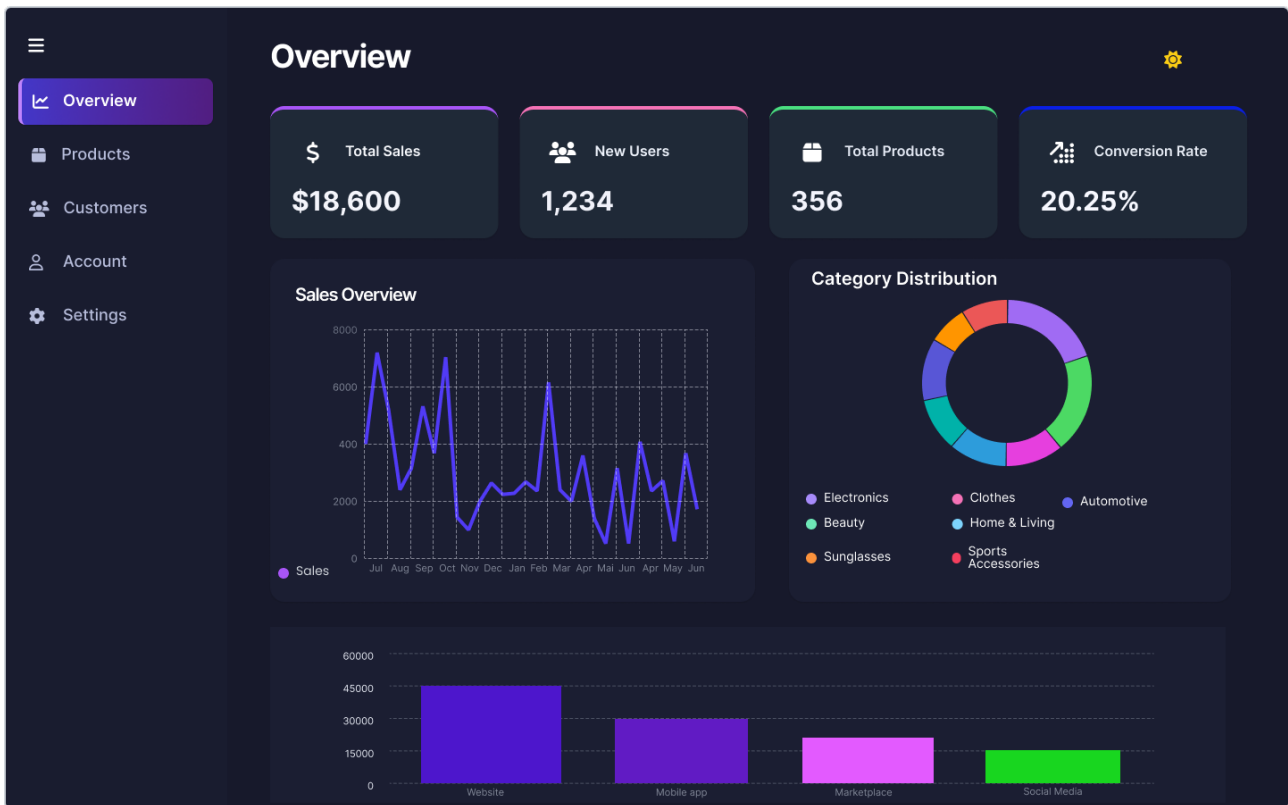 Overview
Products
Customers
Account
Settings
Overview
Total Sales
$18,600
New Users
1,234
Total Products
356
Conversion Rate
20.25%
Sales Overview
8000
6000
400
2000
0
Jul Aug Sep Oct Nov Dec Jan Feb Mar Apr Mai Jun Apr May Jun
Sales
Category Distribution
Electronics
Clothes
Automotive
Beauty
Home & Living
Sunglasses
Sports
Accessories
60000
45000
30000
15000
0
Website
Mobile app
Marketplace
Social Media